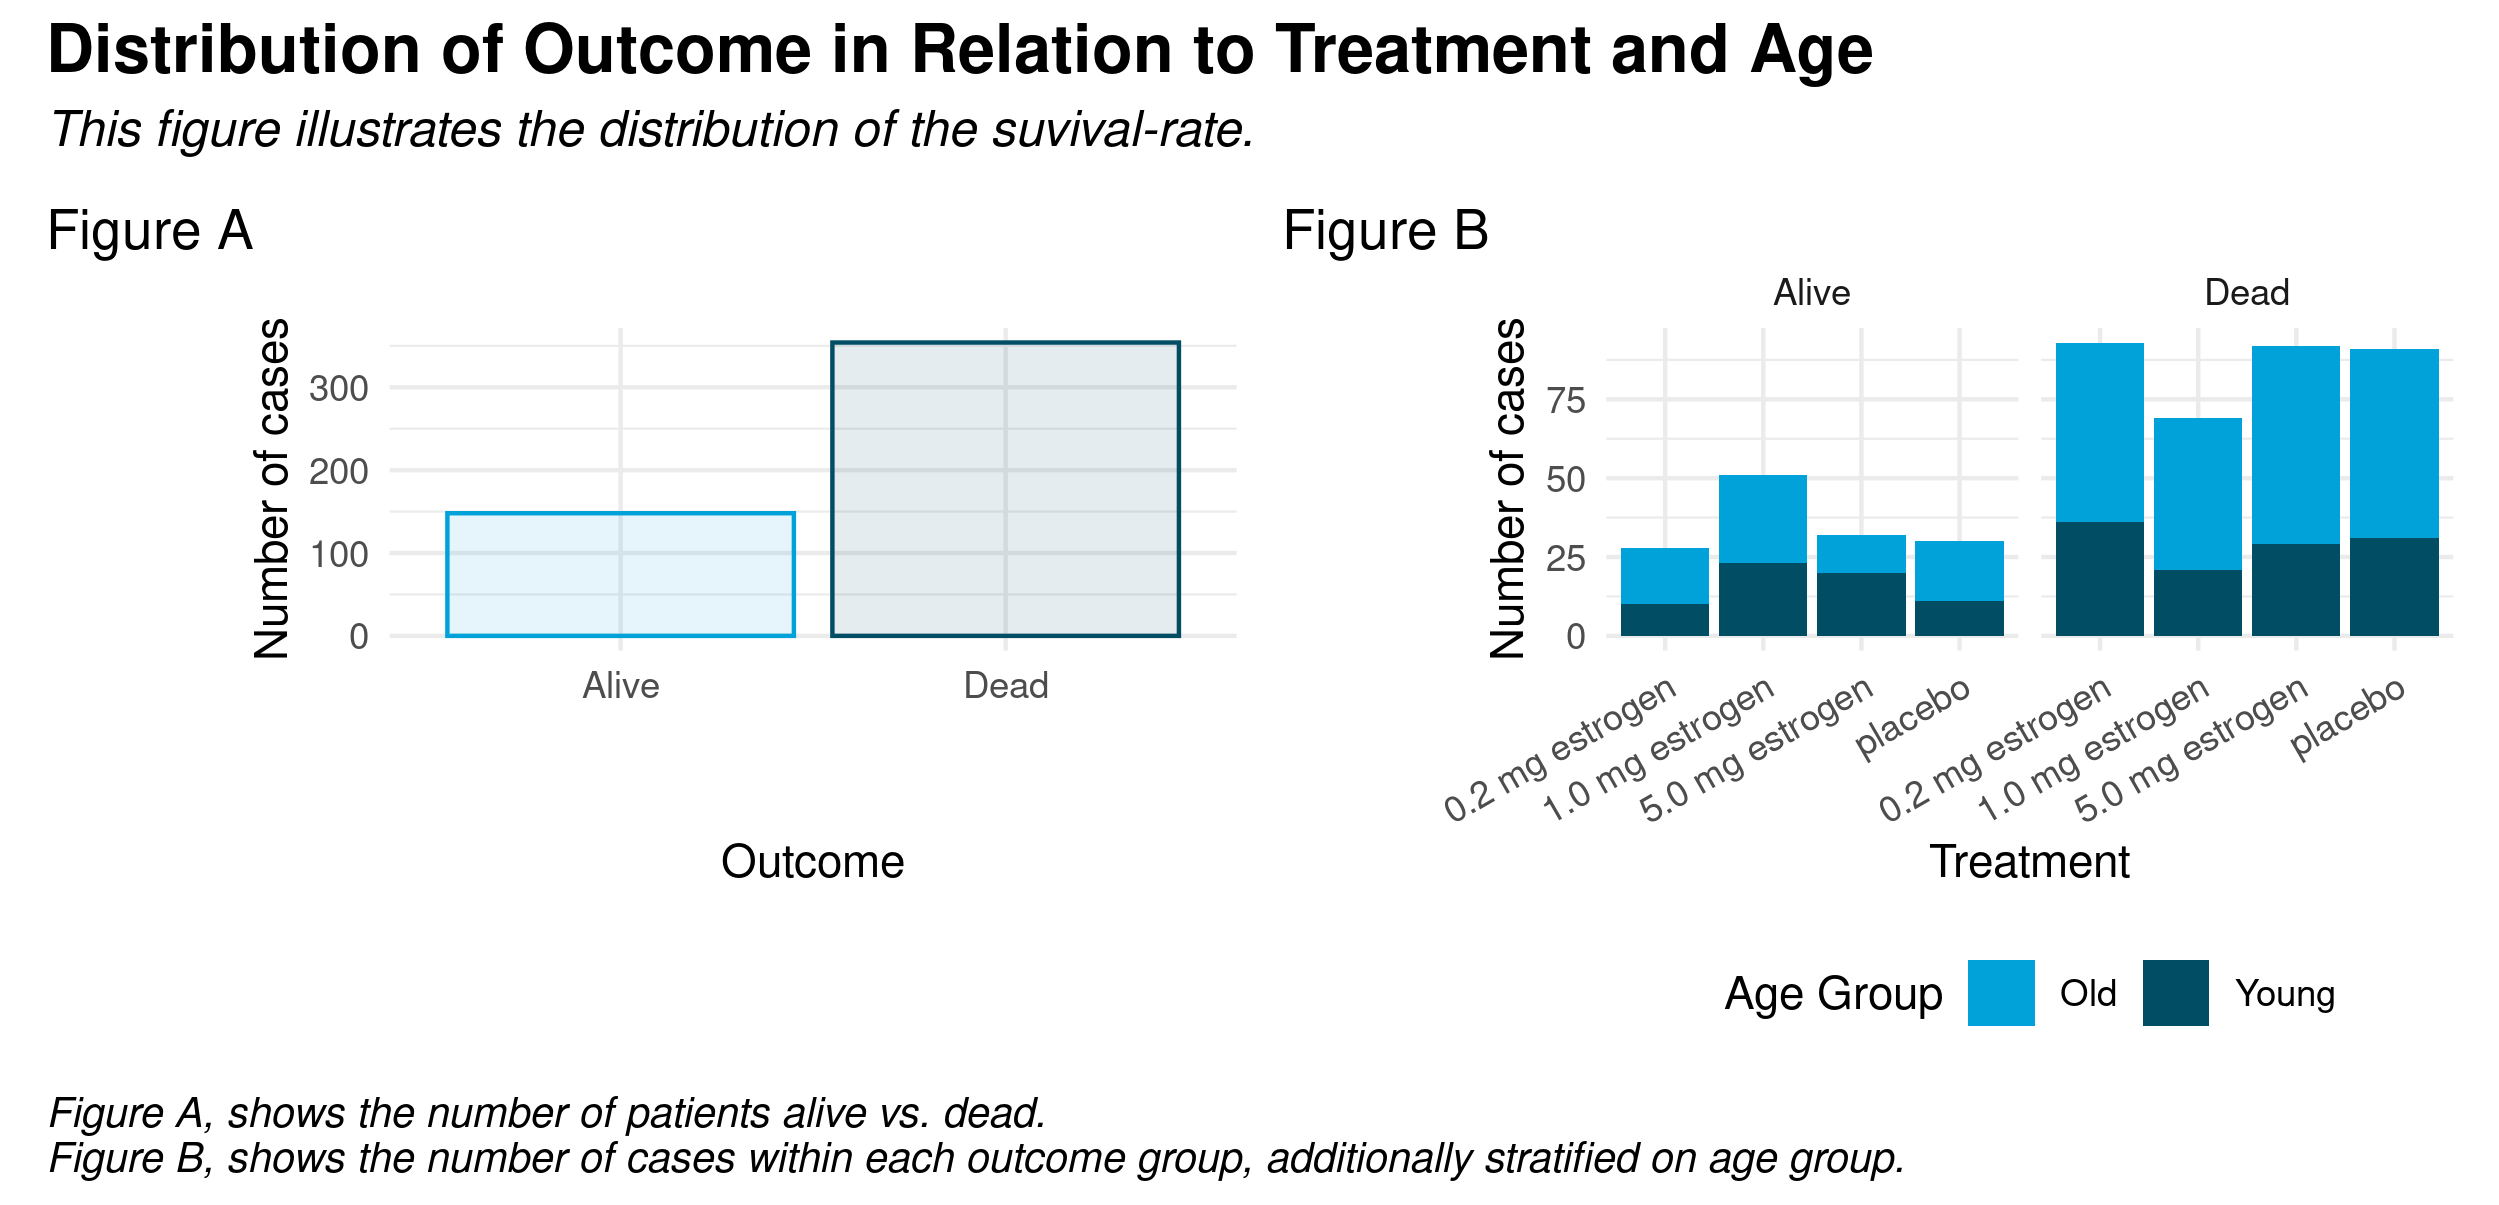 Distribution of Outcome in Relation to Treatment and Age
This figure illustrates the distribution of the suvival-rate.
Figure A
Number of cases
300
200
100
0
Alive
Dead
Outcome
Figure B
Alive
Dead
Number of cases
75
50
25
0
0.2 mg estrogen
1.0 mg estrogen
5.0 mg estrogen
placebo
0.2 mg estrogen
1.0 mg estrogen
5.0 mg estrogen
placebo
Treatment
Age Group Old Young
Figure A, shows the number of patients alive vs. dead.
Figure B, shows the number of cases within each outcome group, additionally stratified on age group.